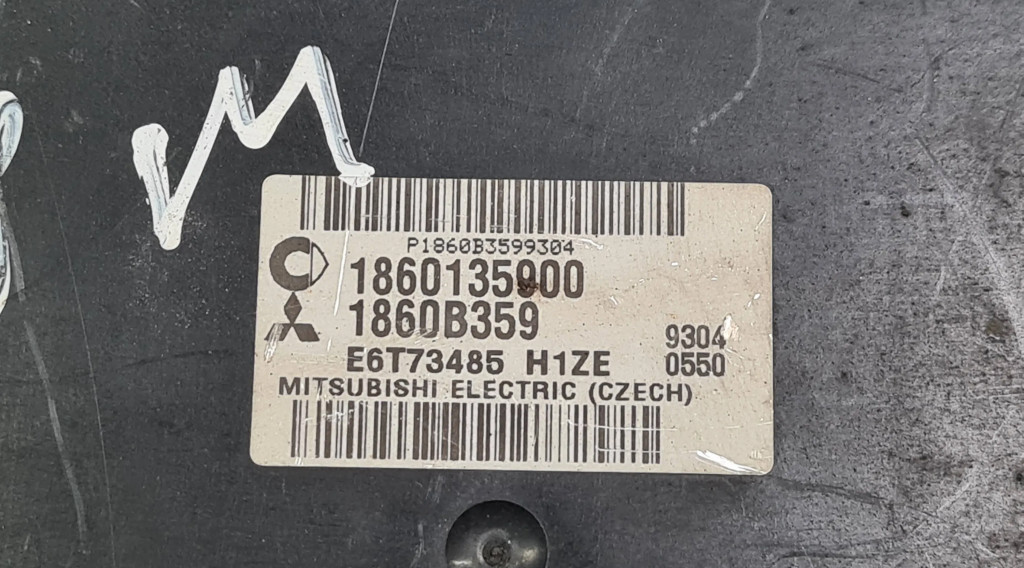 M
P1860B3599304
1860135900
1860B359
9304
E6T73485 H1ZE
0550
MITSUBISHI ELECTRIC (CZECH)